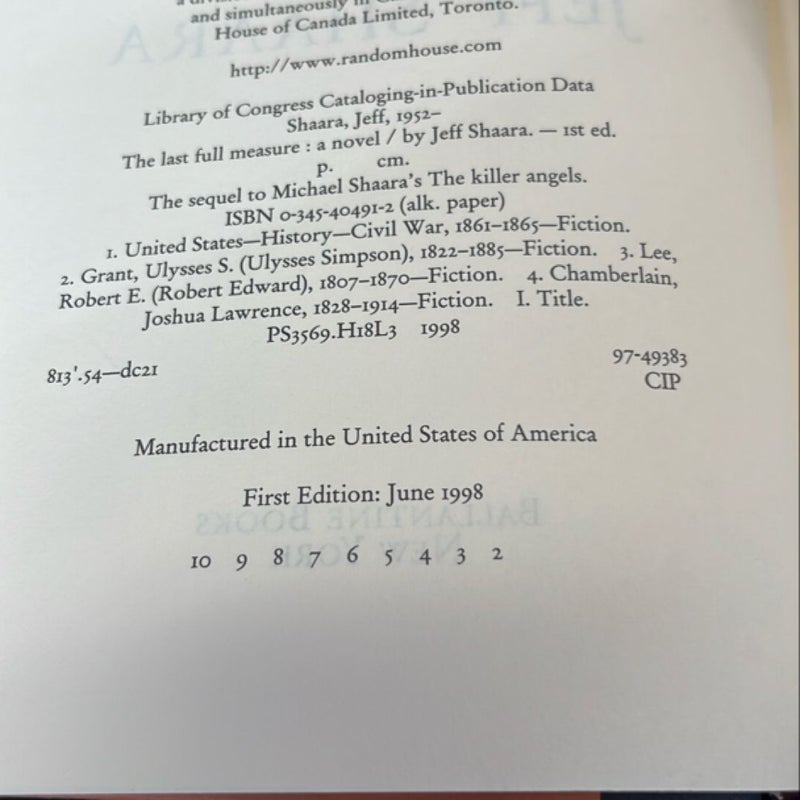 and simultaneously in
House of Canada Limited, Toronto.
http://www.randomhouse.com
Library of Congress Cataloging-in-Publication Data
Shaara, Jeff, 1952–
The last full measure : a novel / by Jeff Shaara. — 1st ed.
p. cm.
The sequel to Michael Shaara's The killer angels.
ISBN 0-345-40491-2 (alk. paper)
1. United States—History—Civil War, 1861–1865—Fiction.
2. Grant, Ulysses S. (Ulysses Simpson), 1822–1885—Fiction. 3. Lee,
Robert E. (Robert Edward), 1807–1870—Fiction. 4. Chamberlain,
Joshua Lawrence, 1828–1914—Fiction. I. Title.
PS3569.H18L3 1998
813'.54—dc21 97-49383
CIP
Manufactured in the United States of America
First Edition: June 1998
BALLANTINE BOOKS
NEW YORK
10 9 8 7 6 5 4 3 2